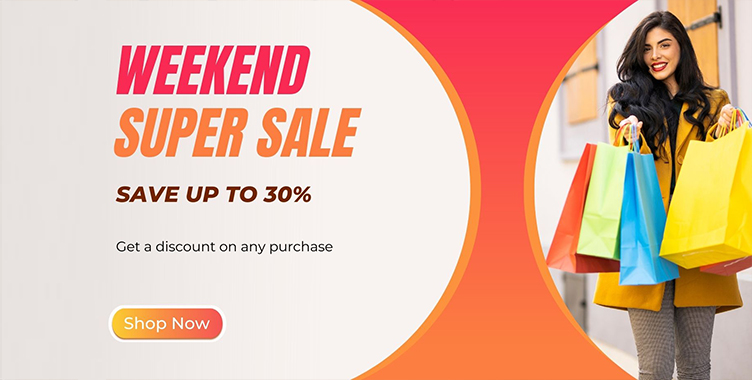 WEEKEND
SUPER SALE
SAVE UP TO 30%
Get a discount on any purchase
Shop Now